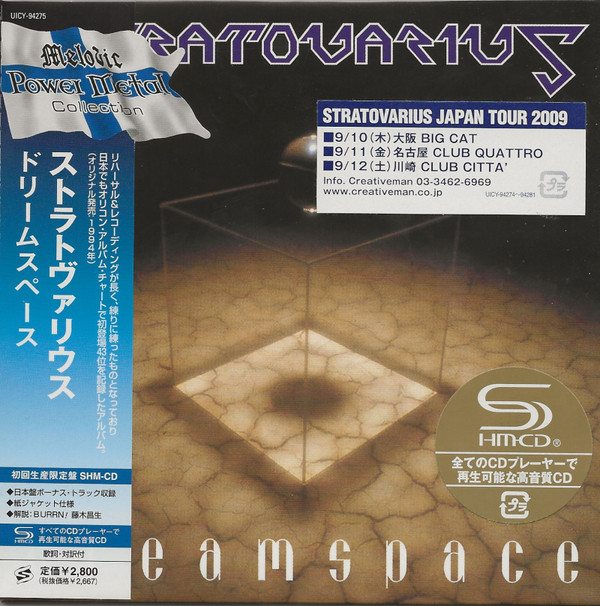 UICY-94275
Melodic
Power Metal
Collection
RATOVARIUS
STRATOVARIUS JAPAN TOUR 2009
■9/10(木)大阪 BIG CAT
■9/11(金)名古屋 CLUB QUATTRO
■9/12(土)川崎 CLUB CITTA'
Info. Creativeman 03-3462-6969
www.creativeman.co.jp
UICY-94274~94281
プラ
ストラトヴァリウス
ドリームスペース
リハーサル&レコーディングが長く、練りに練ったものとなっており
日本でもオリコン・アルバム・チャートで初登場43位を記録したアルバム。
(オリジナル発売:1994年)
初回生産限定盤 SHM-CD
◆日本盤ボーナス・トラック収録
◆紙ジャケット仕様
◆解説:BURRN!/藤木昌生
SHM-CD
すべてのCDプレーヤーで
再生可能な高音質CD
歌詞・対訳付
定価¥2,800
(税抜価格¥2,667)
SHM-CD®
全てのCDプレーヤーで
再生可能な高音質CD
プラ
eamspace